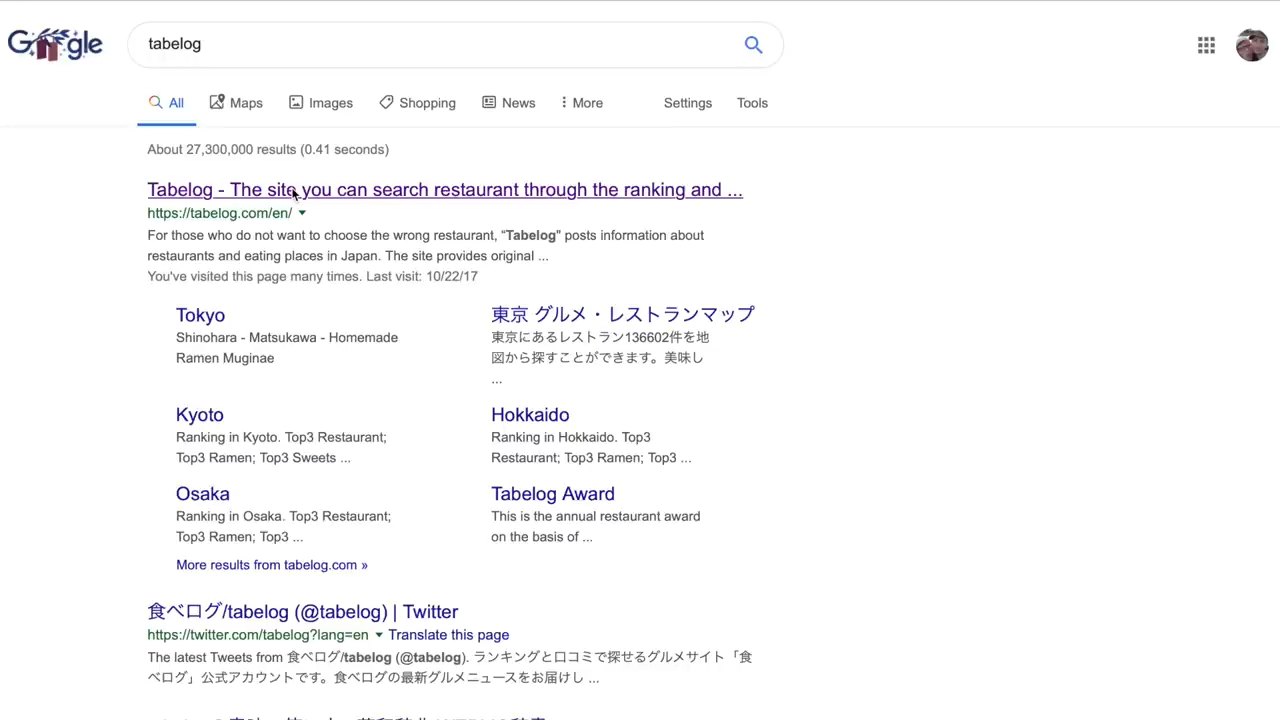 Google
tabelog
All Maps Images Shopping News More Settings Tools
About 27,300,000 results (0.41 seconds)
Tabelog - The site you can search restaurant through the ranking and ...
https://tabelog.com/en/
For those who do not want to choose the wrong restaurant, "Tabelog" posts information about
restaurants and eating places in Japan. The site provides original ...
You've visited this page many times. Last visit: 10/22/17
Tokyo
Shinohara - Matsukawa - Homemade
Ramen Muginae
東京 グルメ・レストランマップ
東京にあるレストラン136602件を地
図から探すことができます。美味し
...
Kyoto
Ranking in Kyoto. Top3 Restaurant;
Top3 Ramen; Top3 Sweets ...
Hokkaido
Ranking in Hokkaido. Top3
Restaurant; Top3 Ramen; Top3 ...
Osaka
Ranking in Osaka. Top3 Restaurant;
Top3 Ramen; Top3 ...
Tabelog Award
This is the annual restaurant award
on the basis of ...
More results from tabelog.com »
食べログ/tabelog (@tabelog) | Twitter
https://twitter.com/tabelog?lang=en Translate this page
The latest Tweets from 食べログ/tabelog (@tabelog). ランキングと口コミで探せるグルメサイト「食
べログ」公式アカウントです。食べログの最新グルメニュースをお届けし ...